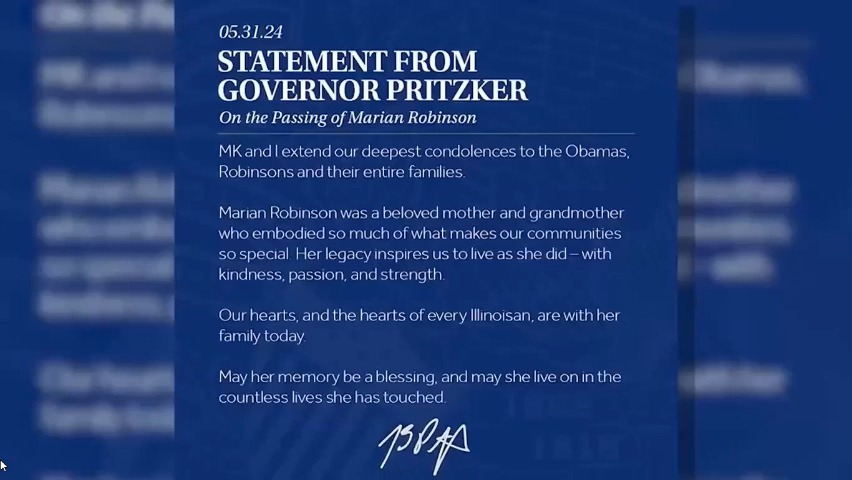 05.31.24
STATEMENT FROM
GOVERNOR PRITZKER
On the Passing of Marian Robinson
MK and I extend our deepest condolences to the Obamas,
Robinsons and their entire families.
Marian Robinson was a beloved mother and grandmother
who embodied so much of what makes our communities
so special. Her legacy inspires us to live as she did – with
kindness, passion, and strength.
Our hearts, and the hearts of every Illinoisan, are with her
family today.
May her memory be a blessing, and may she live on in the
countless lives she has touched.